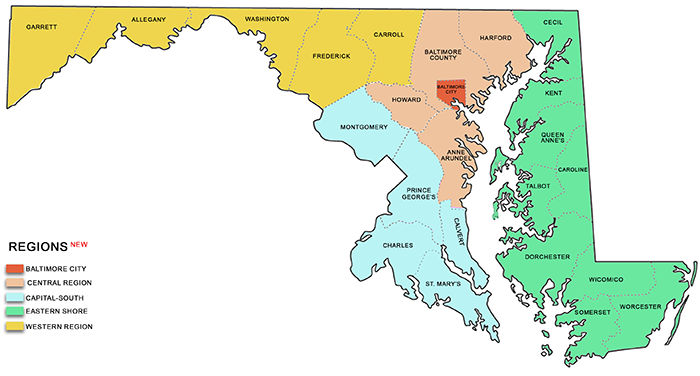 GARRETT
ALLEGANY
WASHINGTON
FREDERICK
CARROLL
BALTIMORE
COUNTY
HARFORD
CECIL
BALTIMORE
CITY
KENT
HOWARD
MONTGOMERY
QUEEN
ANNE'S
ANNE
ARUNDEL
CAROLINE
TALBOT
PRINCE
GEORGE'S
CALVERT
CHARLES
DORCHESTER
ST. MARY'S
WICOMICO
SOMERSET
WORCESTER
REGIONS NEW
BALTIMORE CITY
CENTRAL REGION
CAPITAL-SOUTH
EASTERN SHORE
WESTERN REGION